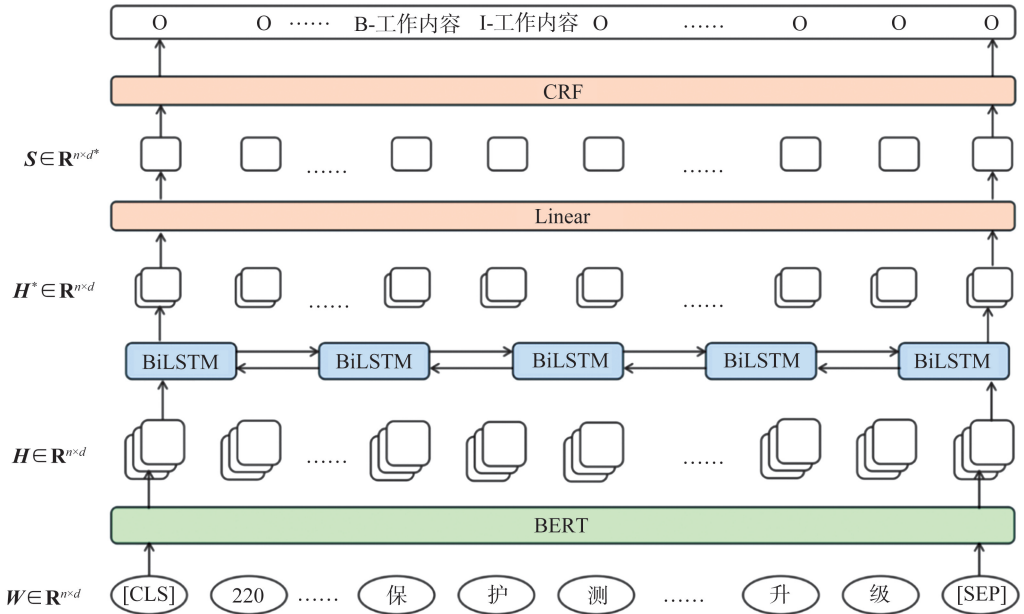 O O …… B-工作内容 I-工作内容 O …… O O O
CRF
S∈R^{n×d*}
…… ……
Linear
H*∈R^{n×d}
…… ……
BiLSTM BiLSTM BiLSTM BiLSTM BiLSTM
H∈R^{n×d}
…… ……
BERT
W∈R^{n×d} [CLS] 220 …… 保 护 测 …… 升 级 [SEP]